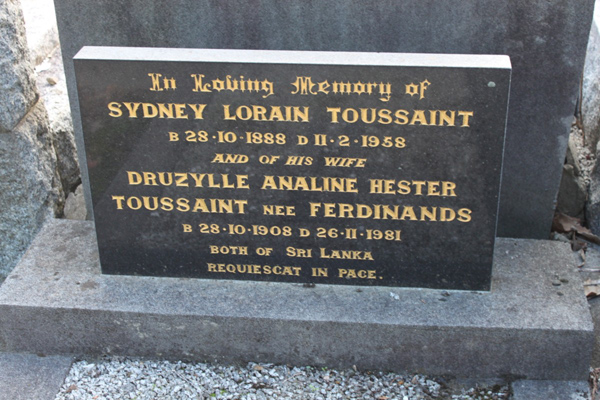 In Loving Memory of
SYDNEY LORAIN TOUSSAINT
B 28·10·1888 D 11·2·1958
AND OF HIS WIFE
DRUZYLLE ANALINE HESTER
TOUSSAINT NEE FERDINANDS
B 28·10·1908 D 26·11·1981
BOTH OF SRI LANKA
REQUIESCAT IN PACE.